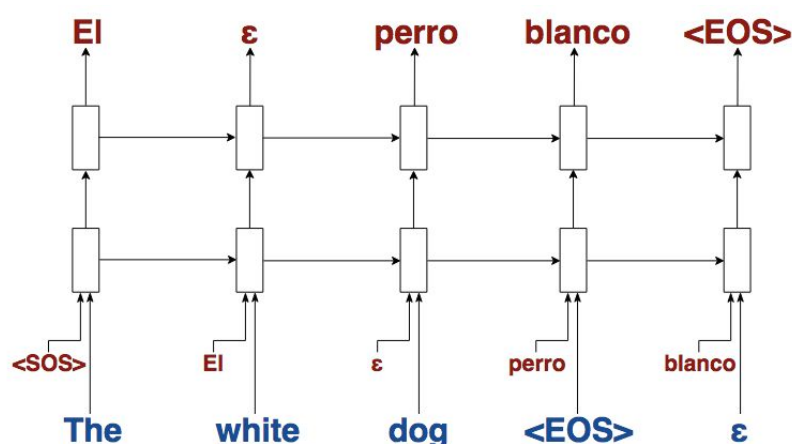 El ε perro blanco <EOS>
<SOS> El ε perro blanco
The white dog <EOS> ε